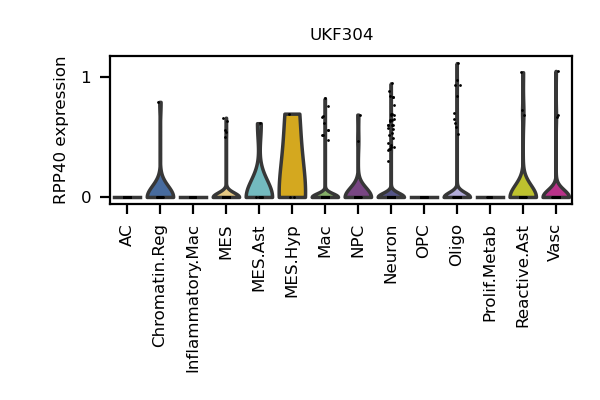 UKF304
RPP40 expression
1
0
AC
Chromatin.Reg
Inflammatory.Mac
MES
MES.Ast
MES.Hyp
Mac
NPC
Neuron
OPC
Oligo
Prolif.Metab
Reactive.Ast
Vasc